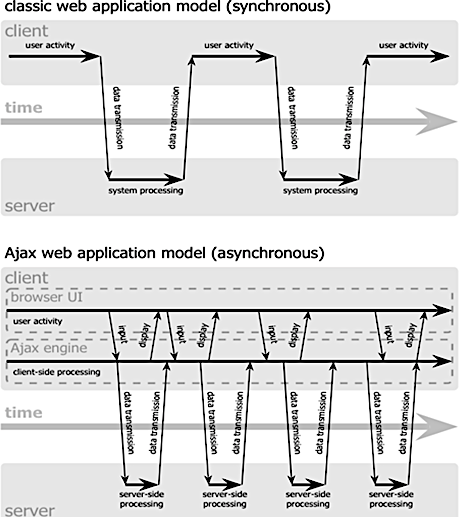 classic web application model (synchronous)
client
user activity
user activity
user activity
data transmission
data transmission
data transmission
data transmission
time
system processing
system processing
server
Ajax web application model (asynchronous)
client
browser UI
user activity
input
display
input
display
input
display
input
display
Ajax engine
client-side processing
data transmission
data transmission
data transmission
data transmission
data transmission
data transmission
data transmission
data transmission
time
server-side
processing
server-side
processing
server-side
processing
server-side
processing
server